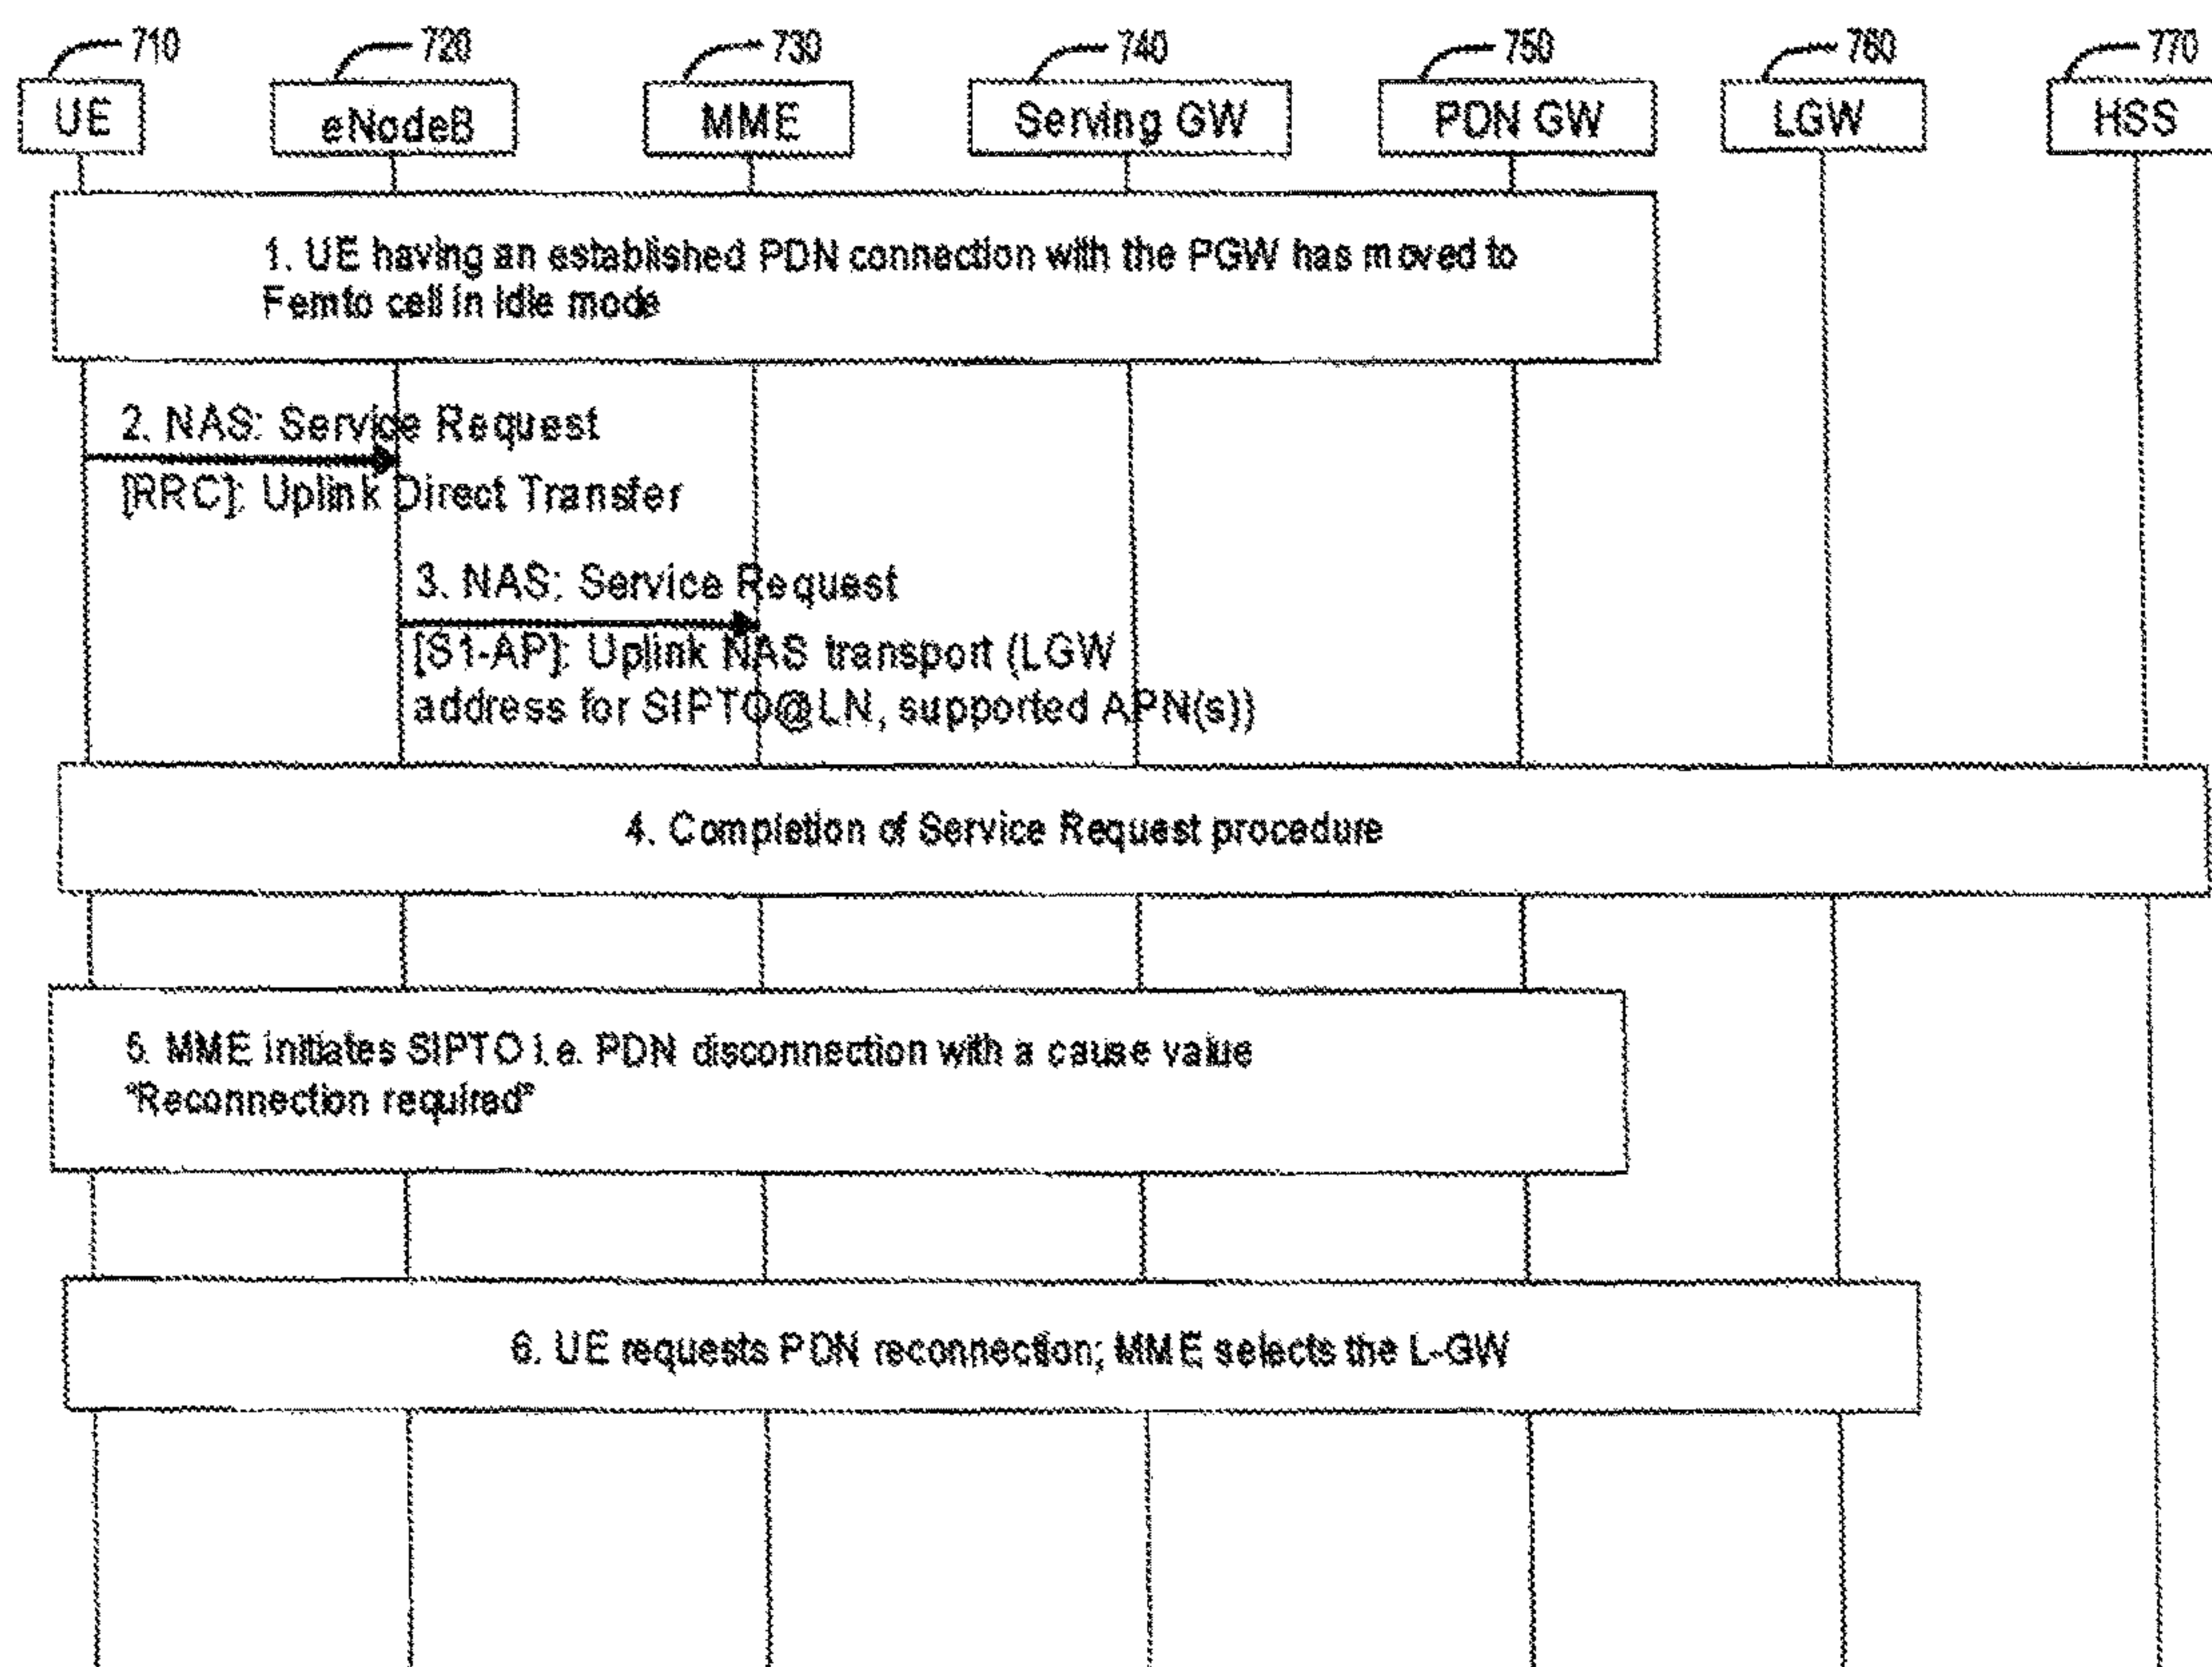 710 720 730 740 750 760 770
UE eNodeB MME Serving GW PDN GW LGW HSS
1. UE having an established PDN connection with the PGW has moved to
Femto cell in idle mode
2. NAS: Service Request
[RRC]: Uplink Direct Transfer
3. NAS: Service Request
[S1-AP]: Uplink NAS transport (LGW
address for SIPTO@LN, supported APN(s))
4. Completion of Service Request procedure
5. MME initiates SIPTO i.e. PDN disconnection with a cause value
"Reconnection required"
6. UE requests PDN reconnection; MME selects the L-GW